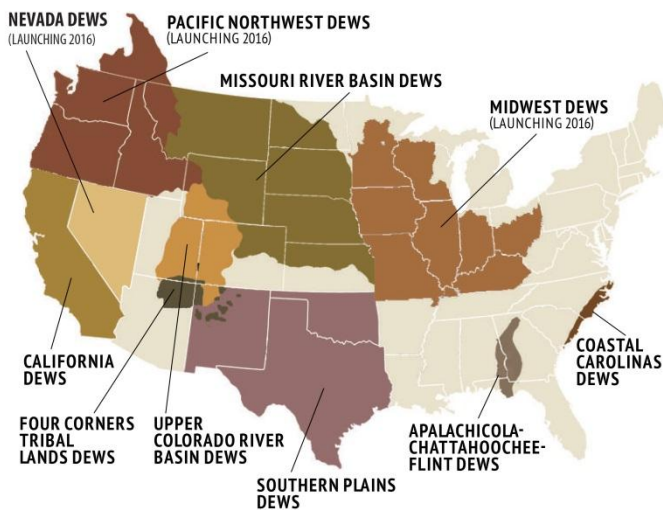 NEVADA DEWS
(LAUNCHING 2016)
PACIFIC NORTHWEST DEWS
(LAUNCHING 2016)
MISSOURI RIVER BASIN DEWS
MIDWEST DEWS
(LAUNCHING 2016)
CALIFORNIA
DEWS
FOUR CORNERS
TRIBAL
LANDS DEWS
UPPER
COLORADO RIVER
BASIN DEWS
SOUTHERN PLAINS
DEWS
APALACHICOLA-
CHATTAHOOCHEE-
FLINT DEWS
COASTAL
CAROLINAS
DEWS